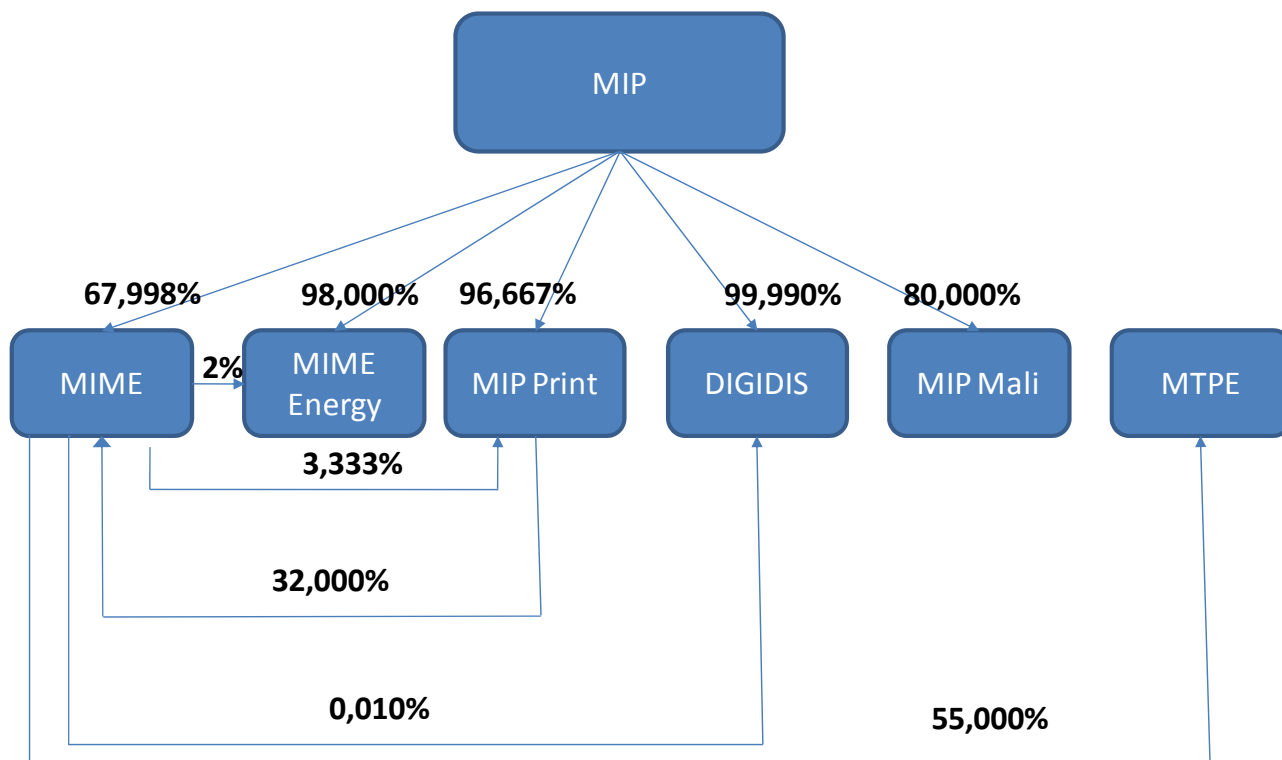 MIP
67,998%
98,000%
96,667%
99,990%
80,000%
MIME
2%
MIME
Energy
MIP Print
DIGIDIS
MIP Mali
MTPE
3,333%
32,000%
0,010%
55,000%